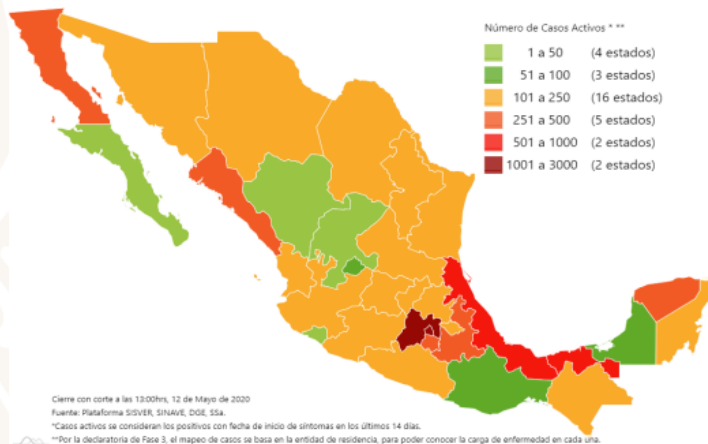 Número de Casos Activos * **
1 a 50 (4 estados)
51 a 100 (3 estados)
101 a 250 (16 estados)
251 a 500 (5 estados)
501 a 1000 (2 estados)
1001 a 3000 (2 estados)
Cierre con corte a las 13:00hrs, 12 de Mayo de 2020
Fuente: Plataforma SISVER, SINAVE, DGE, SSa.
*Casos activos se consideran los positivos con fecha de inicio de síntomas en los últimos 14 días.
**Por la declaratoria de Fase 3, el mapeo de casos se basa en la entidad de residencia, para poder conocer la carga de enfermedad en cada una.